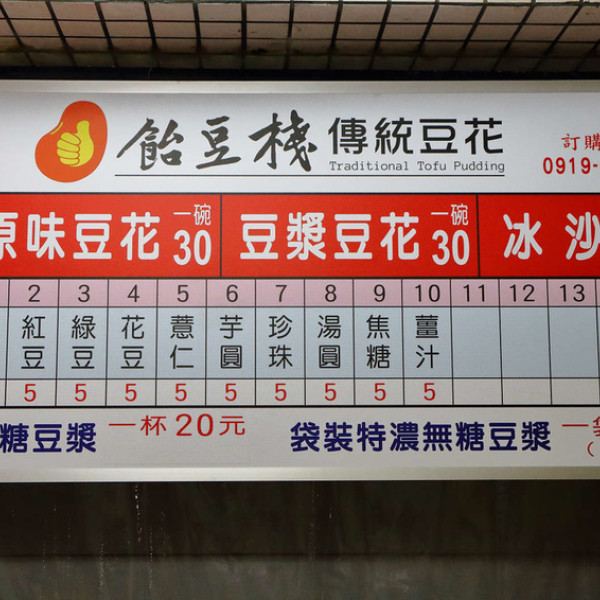 飴豆棧 傳統豆花
Traditional Tofu Pudding
訂購
0919-
原味豆花 一碗 30
豆漿豆花 一碗 30
冰沙
2 3 4 5 6 7 8 9 10 11 12 13
紅豆 綠豆 花豆 薏仁 芋圓 珍珠 湯圓 焦糖 薑汁
5 5 5 5 5 5 5 5 5
糖豆漿 一杯20元
袋裝特濃無糖豆漿 一
(